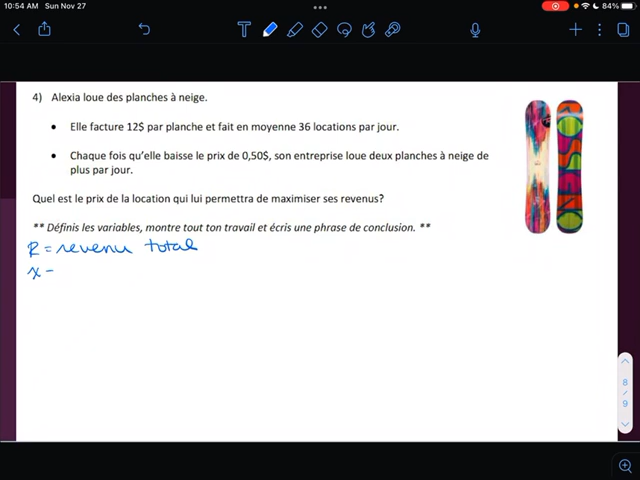 10:54 AM Sun Nov 27
84%
4) Alexia loue des planches à neige.
• Elle facture 12$ par planche et fait en moyenne 36 locations par jour.
• Chaque fois qu'elle baisse le prix de 0,50$, son entreprise loue deux planches à neige de
plus par jour.
Quel est le prix de la location qui lui permettra de maximiser ses revenus?
** Définis les variables, montre tout ton travail et écris une phrase de conclusion. **
R = revenu total
x =
8
/
9